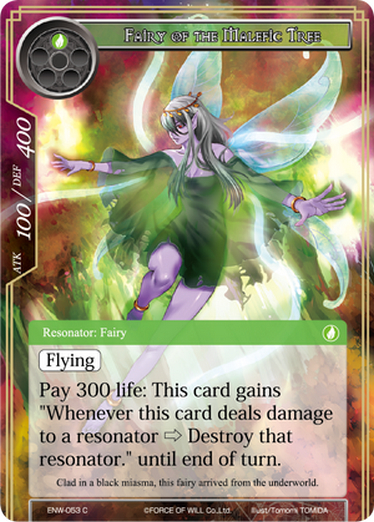 Fairy of the Malefic Tree
ATK 100 / DEF 400
Resonator: Fairy
Flying
Pay 300 life: This card gains
"Whenever this card deals damage
to a resonator ⇨ Destroy that
resonator." until end of turn.
Clad in a black miasma, this fairy arrived from the underworld.
ENW-053 C ©FORCE OF WILL Co.,Ltd. Illust/Tomomi TOMIDA